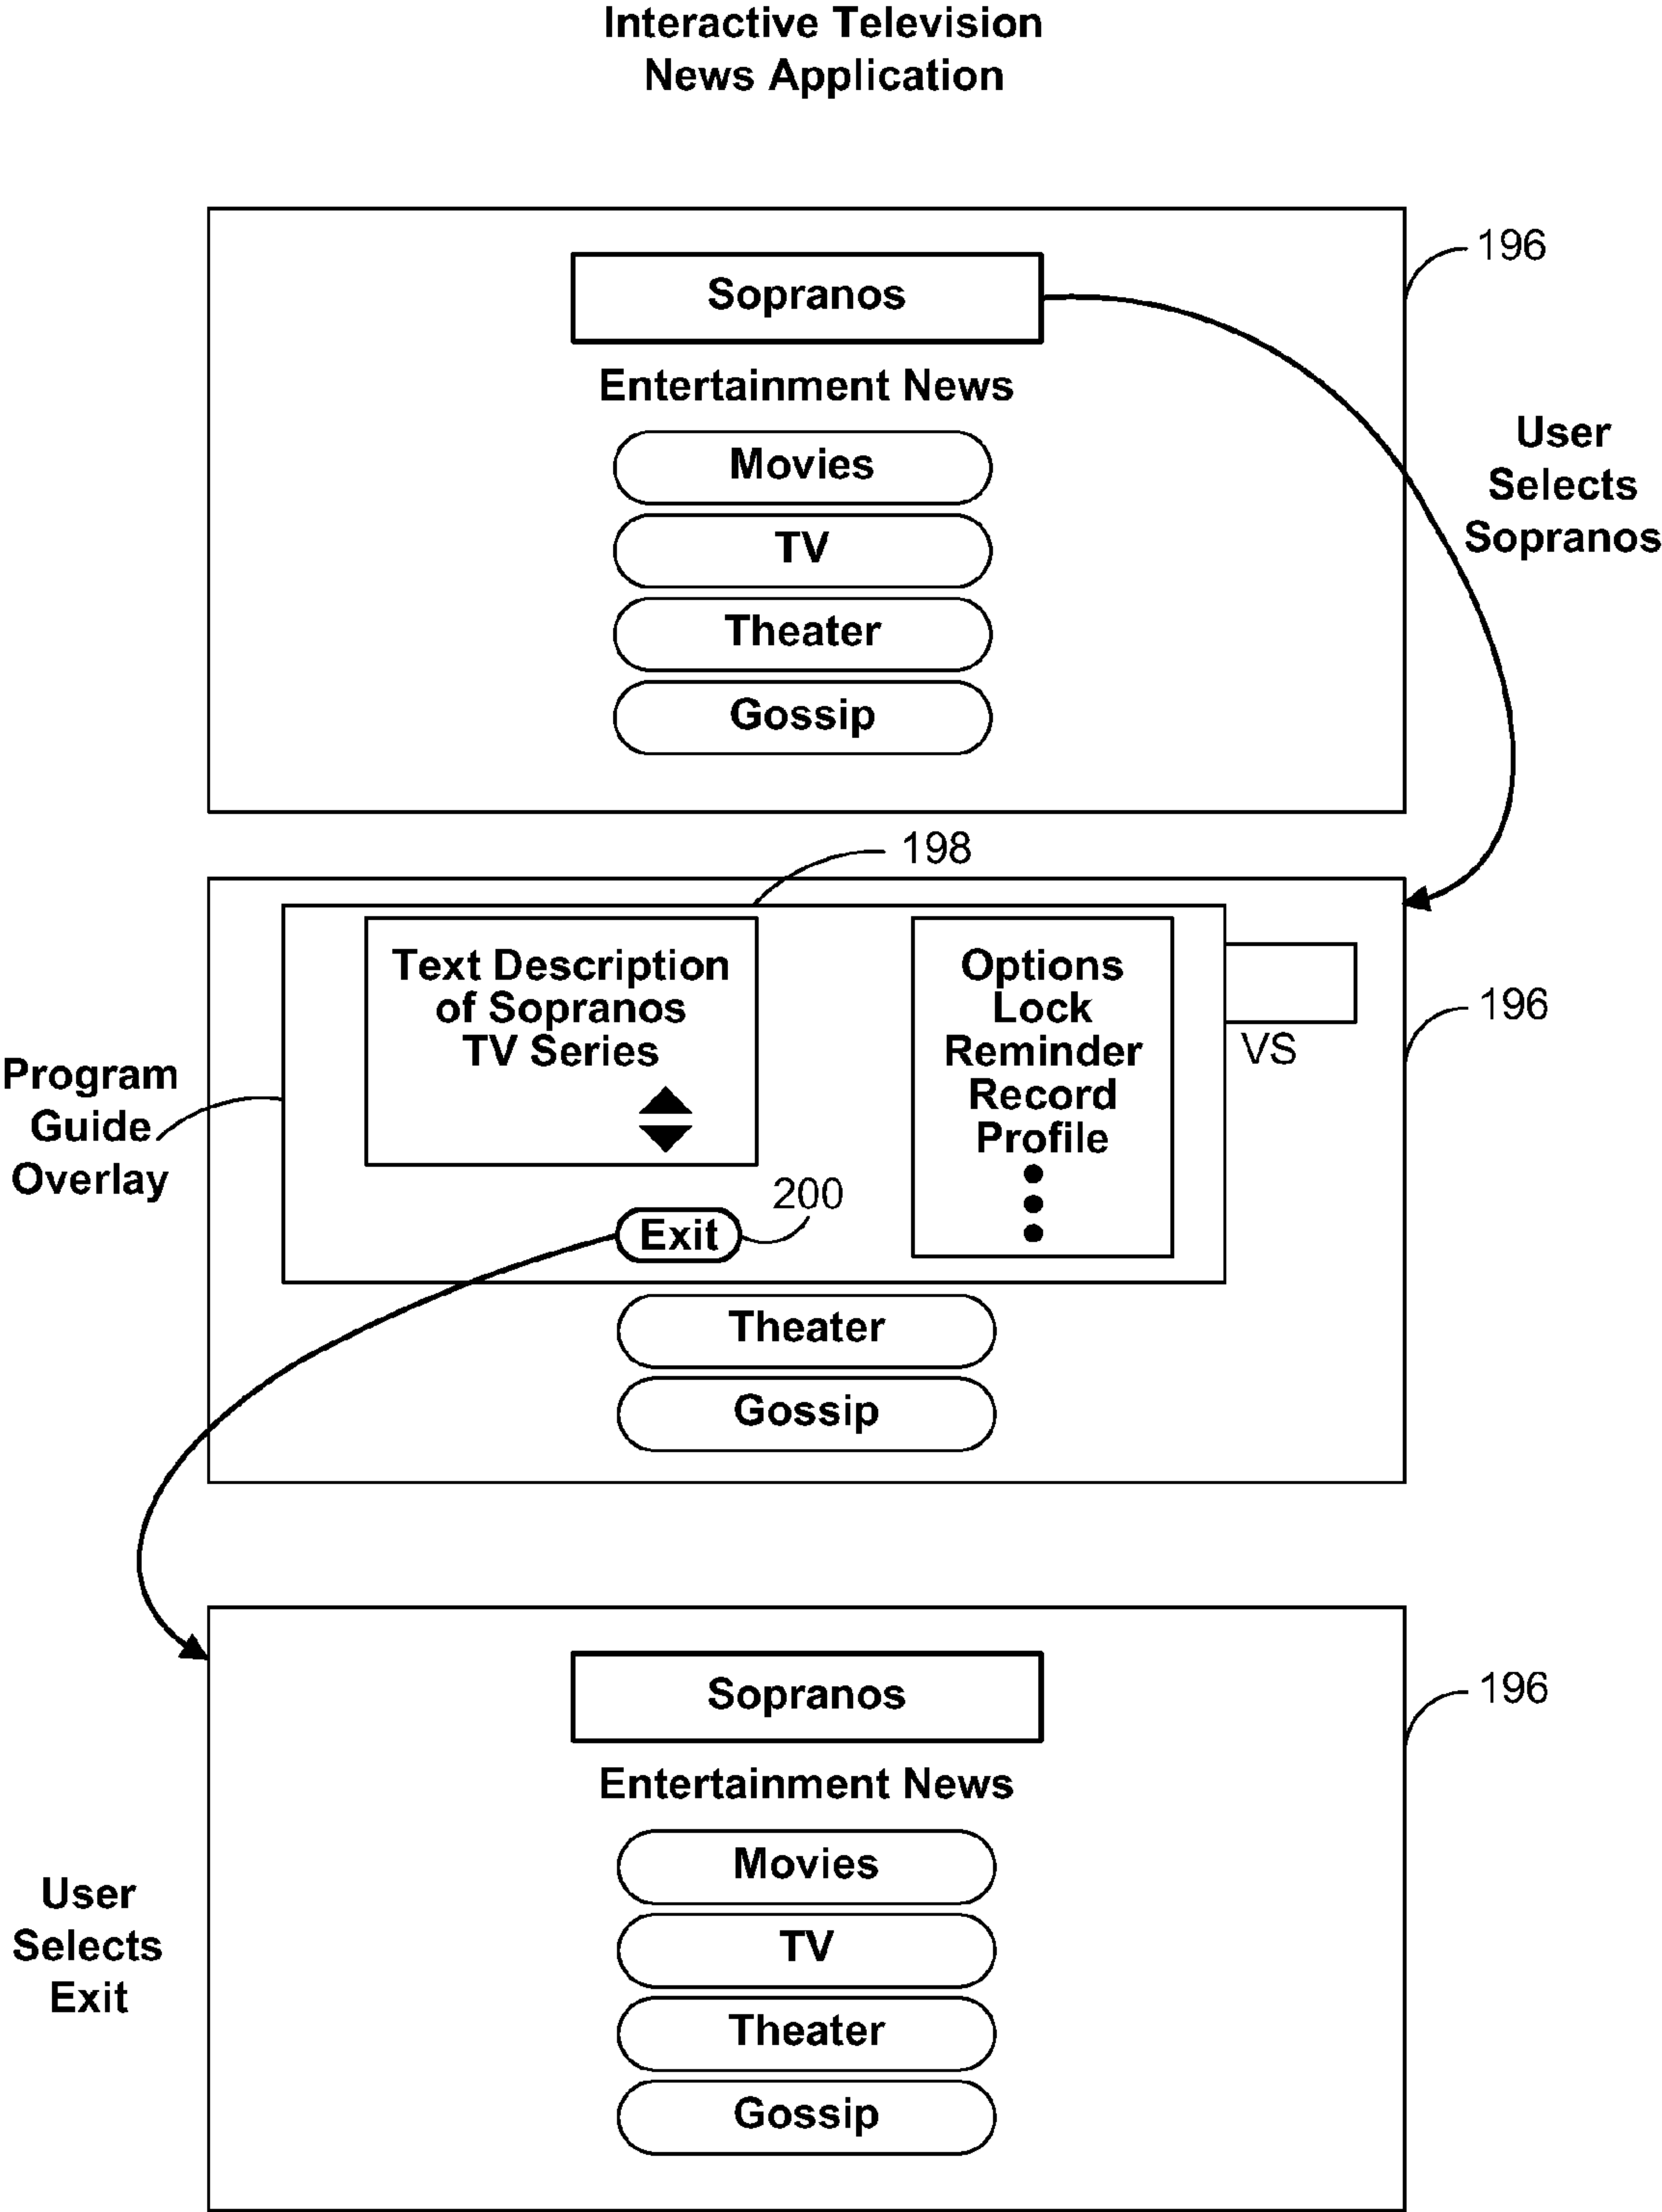 Interactive Television
News Application
196
Sopranos
Entertainment News
Movies
TV
Theater
Gossip
User
Selects
Sopranos
198
Text Description
of Sopranos
TV Series
Options
Lock
Reminder
Record
Profile
VS
196
Program
Guide
Overlay
200
Exit
Theater
Gossip
196
Sopranos
Entertainment News
Movies
TV
Theater
Gossip
User
Selects
Exit